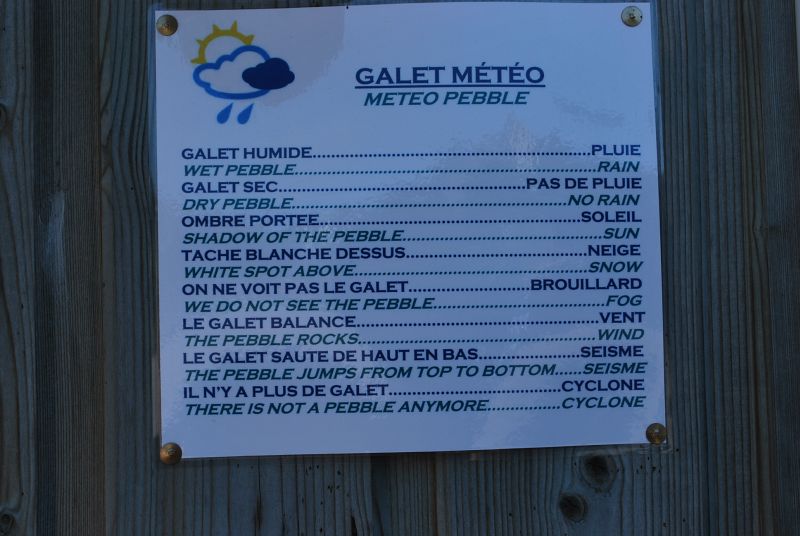 GALET MÉTÉO
METEO PEBBLE
GALET HUMIDE..........PLUIE
WET PEBBLE..........RAIN
GALET SEC..........PAS DE PLUIE
DRY PEBBLE..........NO RAIN
OMBRE PORTEE..........SOLEIL
SHADOW OF THE PEBBLE..........SUN
TACHE BLANCHE DESSUS..........NEIGE
WHITE SPOT ABOVE..........SNOW
ON NE VOIT PAS LE GALET..........BROUILLARD
WE DO NOT SEE THE PEBBLE..........FOG
LE GALET BALANCE..........VENT
THE PEBBLE ROCKS..........WIND
LE GALET SAUTE DE HAUT EN BAS..........SEISME
THE PEBBLE JUMPS FROM TOP TO BOTTOM......SEISME
IL N'Y A PLUS DE GALET..........CYCLONE
THERE IS NOT A PEBBLE ANYMORE..........CYCLONE